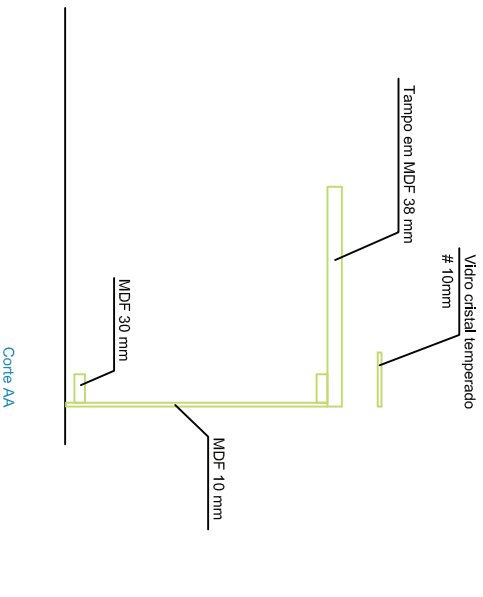 Vidro cristal temperado
# 10mm
Tampo em MDF 38 mm
MDF 30 mm
MDF 10 mm
Corte AA